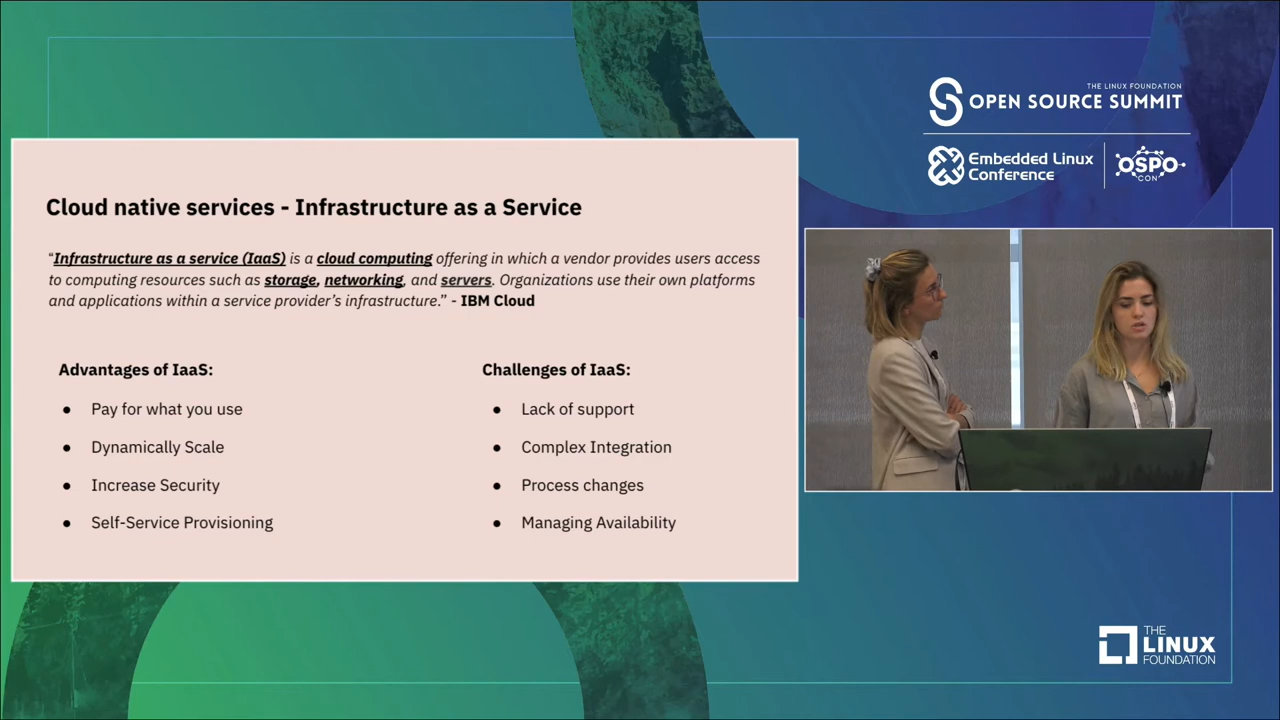 THE LINUX FOUNDATION
OPEN SOURCE SUMMIT
Embedded Linux
Conference
OSPO
CON
Cloud native services - Infrastructure as a Service
“Infrastructure as a service (IaaS) is a cloud computing offering in which a vendor provides users access
to computing resources such as storage, networking, and servers. Organizations use their own platforms
and applications within a service provider’s infrastructure.” - IBM Cloud
Advantages of IaaS:
● Pay for what you use
● Dynamically Scale
● Increase Security
● Self-Service Provisioning
Challenges of IaaS:
● Lack of support
● Complex Integration
● Process changes
● Managing Availability
THE
LINUX
FOUNDATION